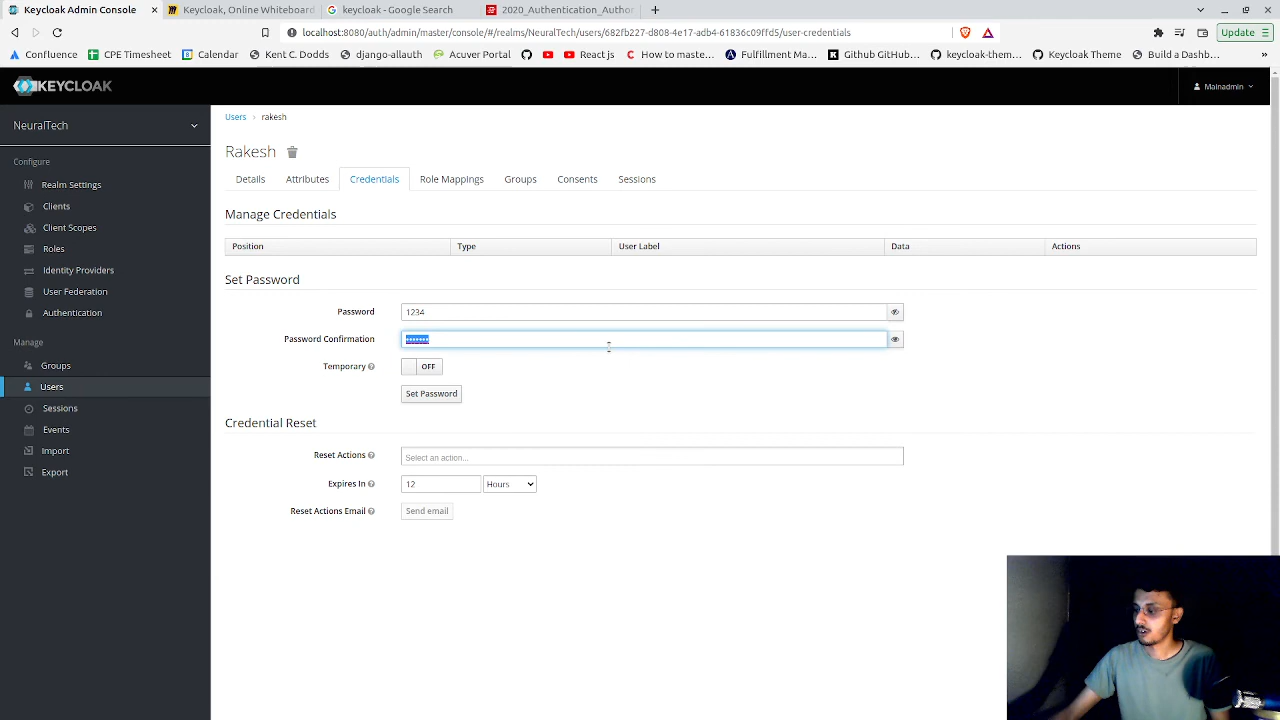 Keycloak Admin Console
Keycloak, Online Whiteboard
keycloak - Google Search
2020_Authentication_Author
localhost:8080/auth/admin/master/console/#/realms/NeuralTech/users/682fb227-d808-4e17-adb4-61836c09ffd5/user-credentials
Update
Confluence
CPE Timesheet
Calendar
Kent C. Dodds
django-allauth
Acuver Portal
React js
How to master...
Fulfillment Ma...
Github GithubG...
keycloak-them...
Keycloak Theme
Build a Dashb...
KEYCLOAK
Mainadmin
NeuralTech
Configure
Realm Settings
Clients
Client Scopes
Roles
Identity Providers
User Federation
Authentication
Manage
Groups
Users
Sessions
Events
Import
Export
Users > rakesh
Rakesh
Details Attributes Credentials Role Mappings Groups Consents Sessions
Manage Credentials
Position Type User Label Data Actions
Set Password
Password 1234
Password Confirmation •••••••
Temporary OFF
Set Password
Credential Reset
Reset Actions Select an action...
Expires In 12 Hours
Reset Actions Email Send email